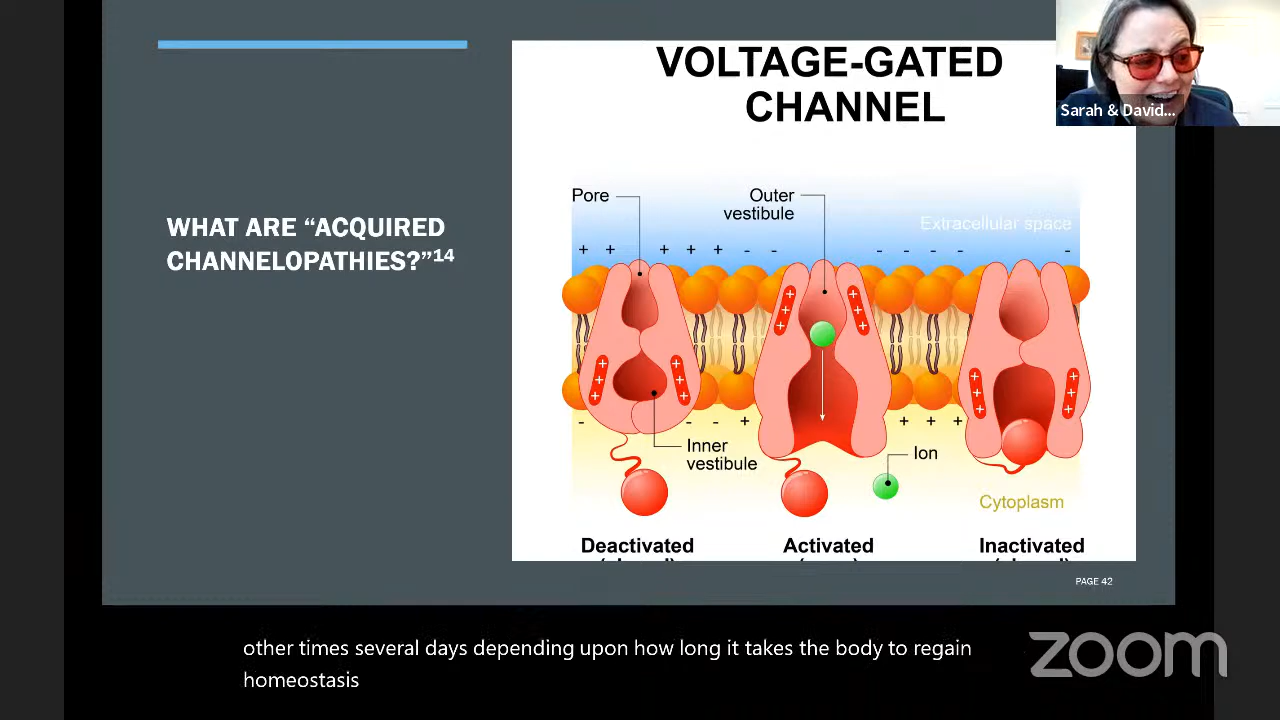 VOLTAGE-GATED
CHANNEL
Sarah & David...
WHAT ARE “ACQUIRED
CHANNELOPATHIES?”14
Pore
Outer
vestibule
Extracellular space
+ + + + + - - - - - - -
- - - + + + +
Inner
vestibule
Ion
Cytoplasm
Deactivated
Activated
Inactivated
PAGE 42
other times several days depending upon how long it takes the body to regain
homeostasis
zoom